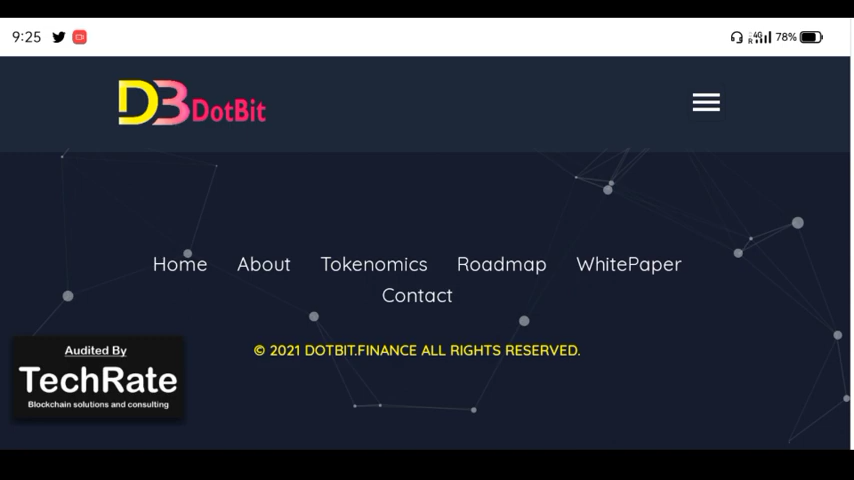 9:25
4G
R
78%
DB DotBit
Home About Tokenomics Roadmap WhitePaper
Contact
© 2021 DOTBIT.FINANCE ALL RIGHTS RESERVED.
Audited By
TechRate
Blockchain solutions and consulting